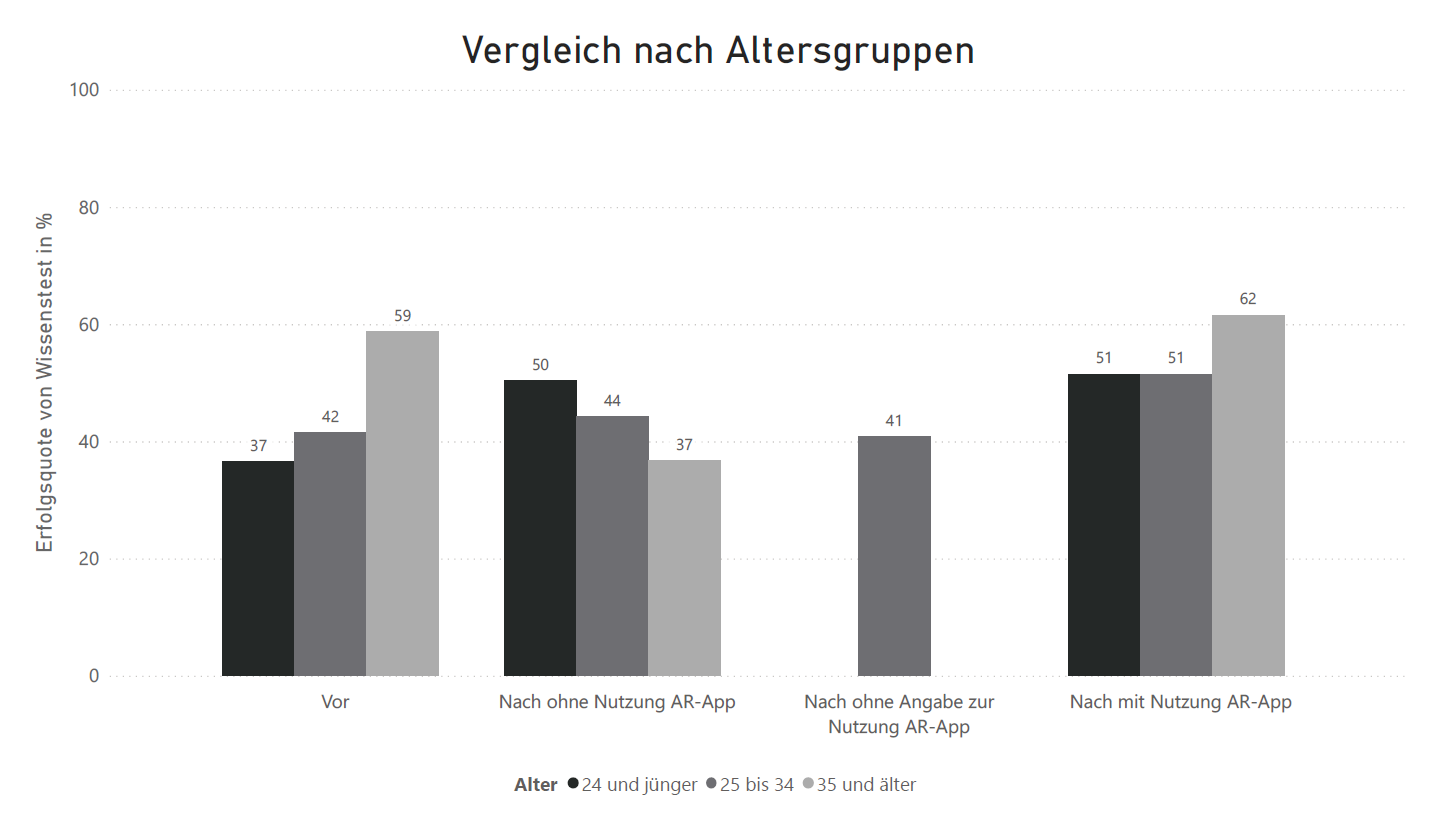 Vergleich nach Altersgruppen
Erfolgsquote von Wissenstest in %
100
80
60
40
20
0
37
42
59
50
44
37
41
51
51
62
Vor
Nach ohne Nutzung AR-App
Nach ohne Angabe zur
Nutzung AR-App
Nach mit Nutzung AR-App
Alter 24 und jünger 25 bis 34 35 und älter